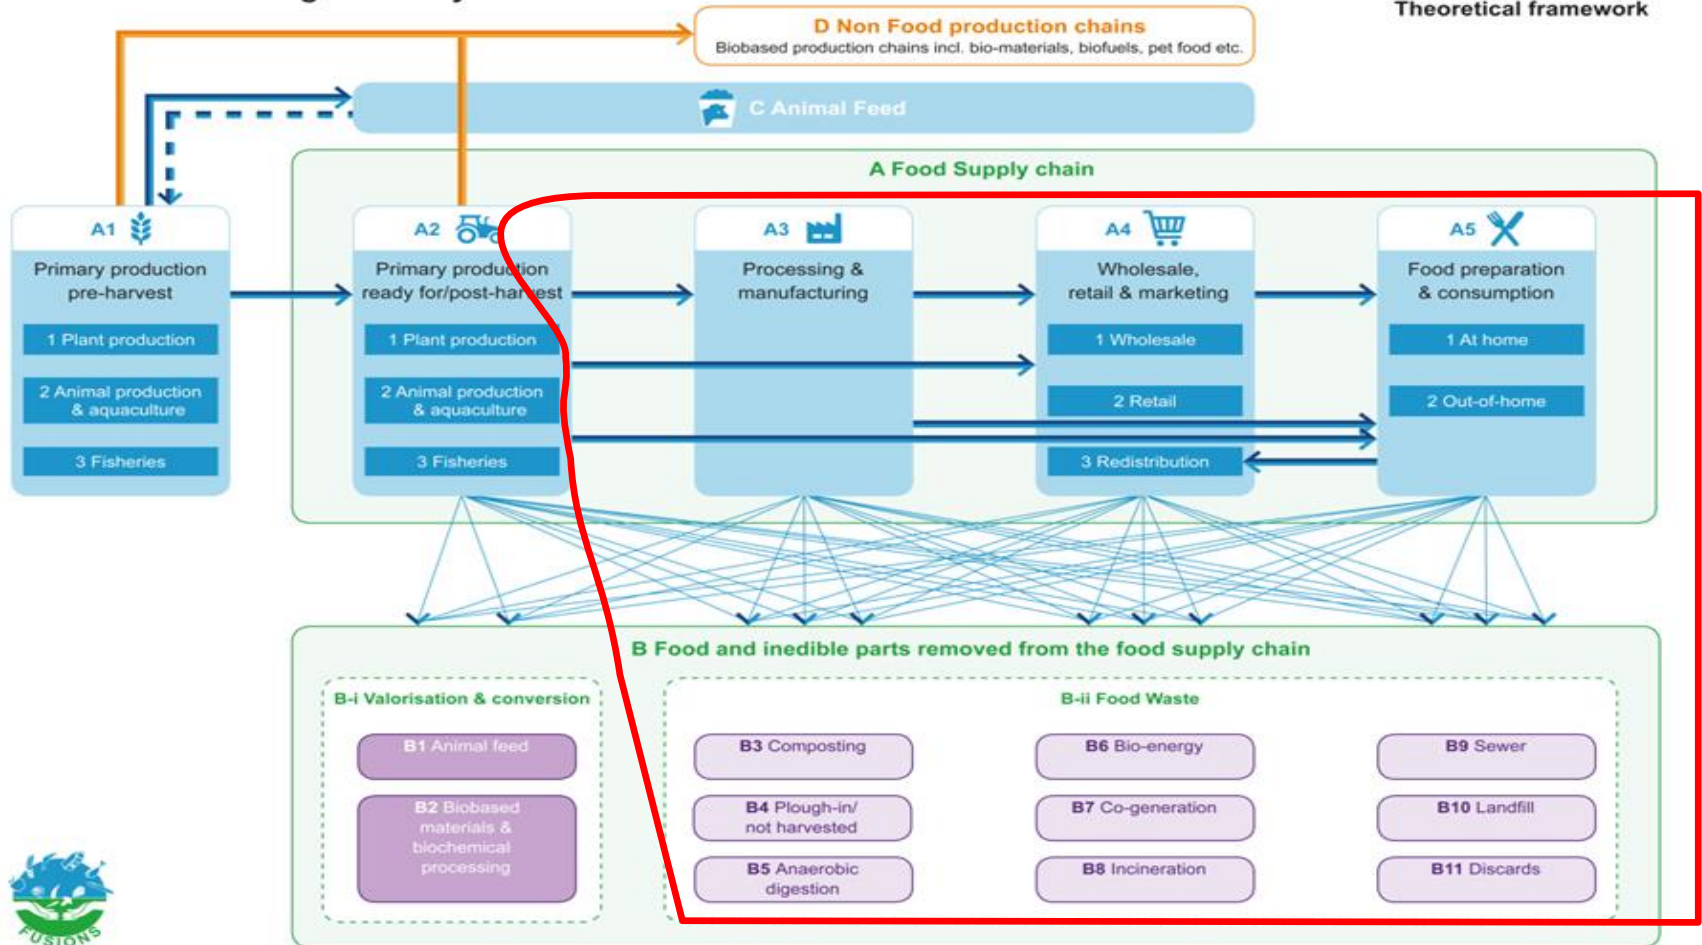 Theoretical framework
D Non Food production chains
Biobased production chains incl. bio-materials, biofuels, pet food etc.
C Animal Feed
A Food Supply chain
A1
Primary production
pre-harvest
1 Plant production
2 Animal production
& aquaculture
3 Fisheries
A2
Primary production
ready for/post-harvest
1 Plant production
2 Animal production
& aquaculture
3 Fisheries
A3
Processing &
manufacturing
A4
Wholesale,
retail & marketing
1 Wholesale
2 Retail
3 Redistribution
A5
Food preparation
& consumption
1 At home
2 Out-of-home
B Food and inedible parts removed from the food supply chain
B-i Valorisation & conversion
B1 Animal feed
B2 Biobased
materials &
biochemical
processing
B-ii Food Waste
B3 Composting
B4 Plough-in/
not harvested
B5 Anaerobic
digestion
B6 Bio-energy
B7 Co-generation
B8 Incineration
B9 Sewer
B10 Landfill
B11 Discards
FUSIONS